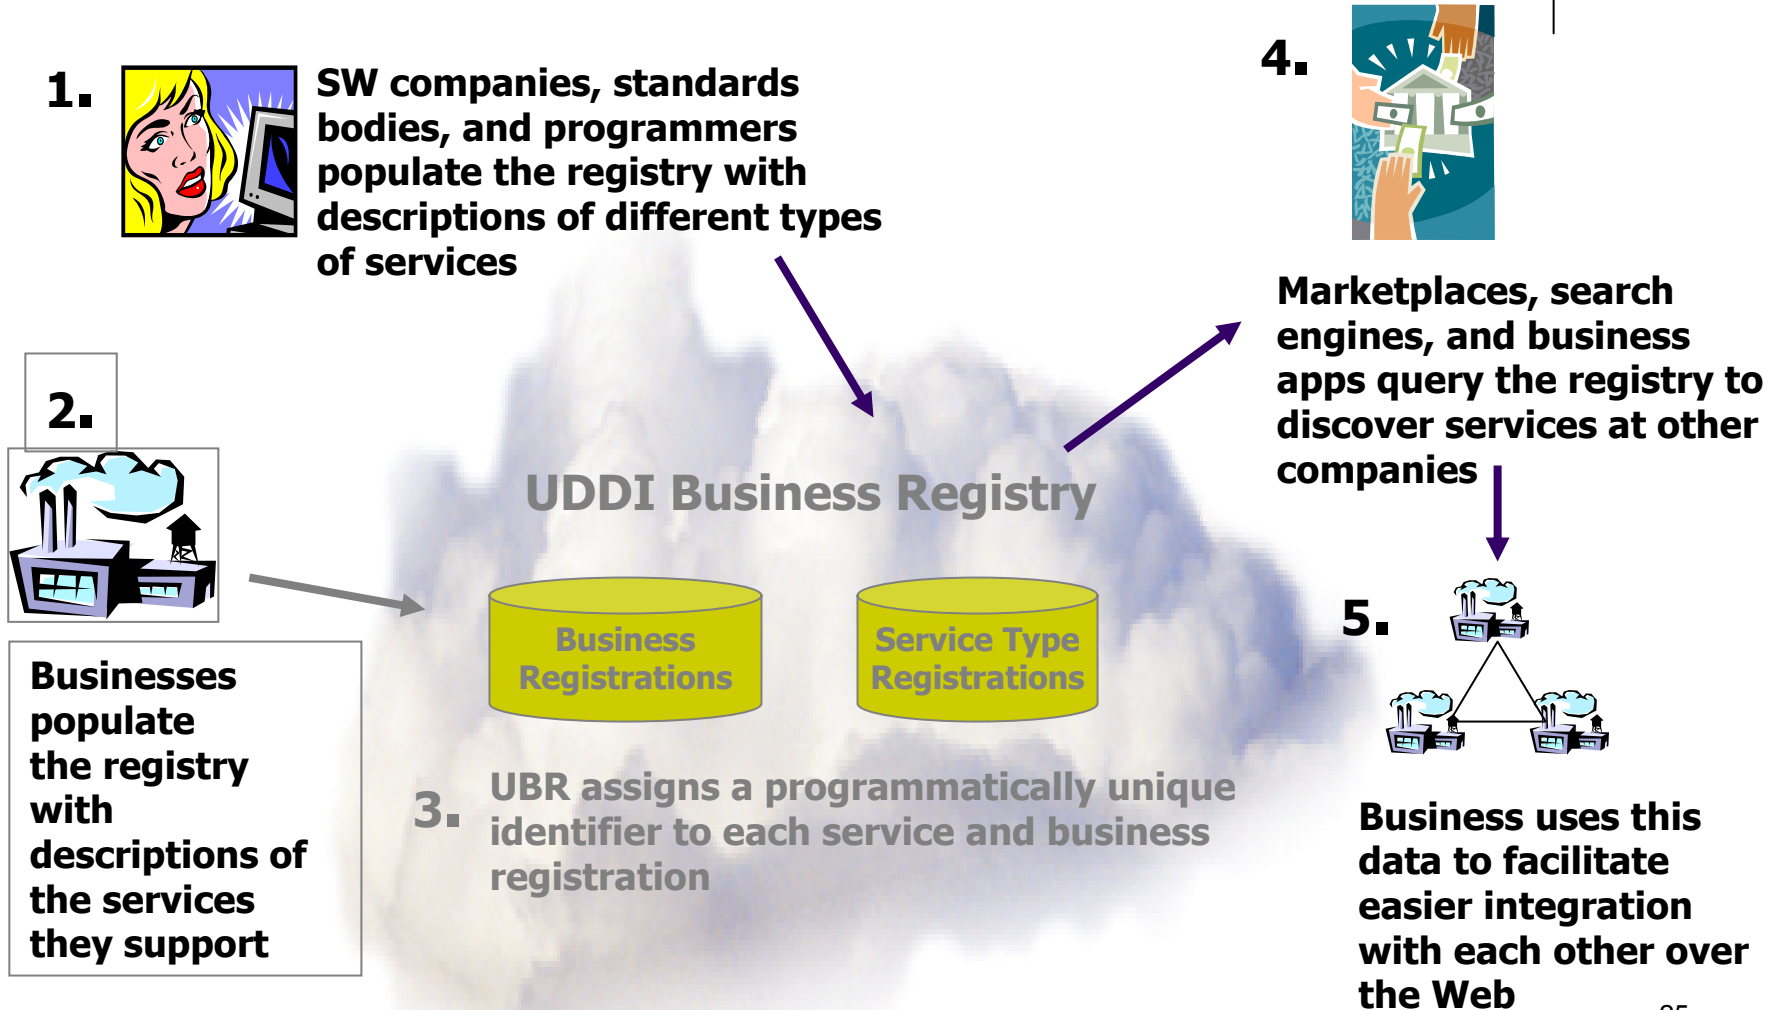 1.
SW companies, standards
bodies, and programmers
populate the registry with
descriptions of different types
of services
2.
Businesses
populate
the registry
with
descriptions of
the services
they support
UDDI Business Registry
Business
Registrations
Service Type
Registrations
3.
UBR assigns a programmatically unique
identifier to each service and business
registration
4.
Marketplaces, search
engines, and business
apps query the registry to
discover services at other
companies
5.
Business uses this
data to facilitate
easier integration
with each other over
the Web